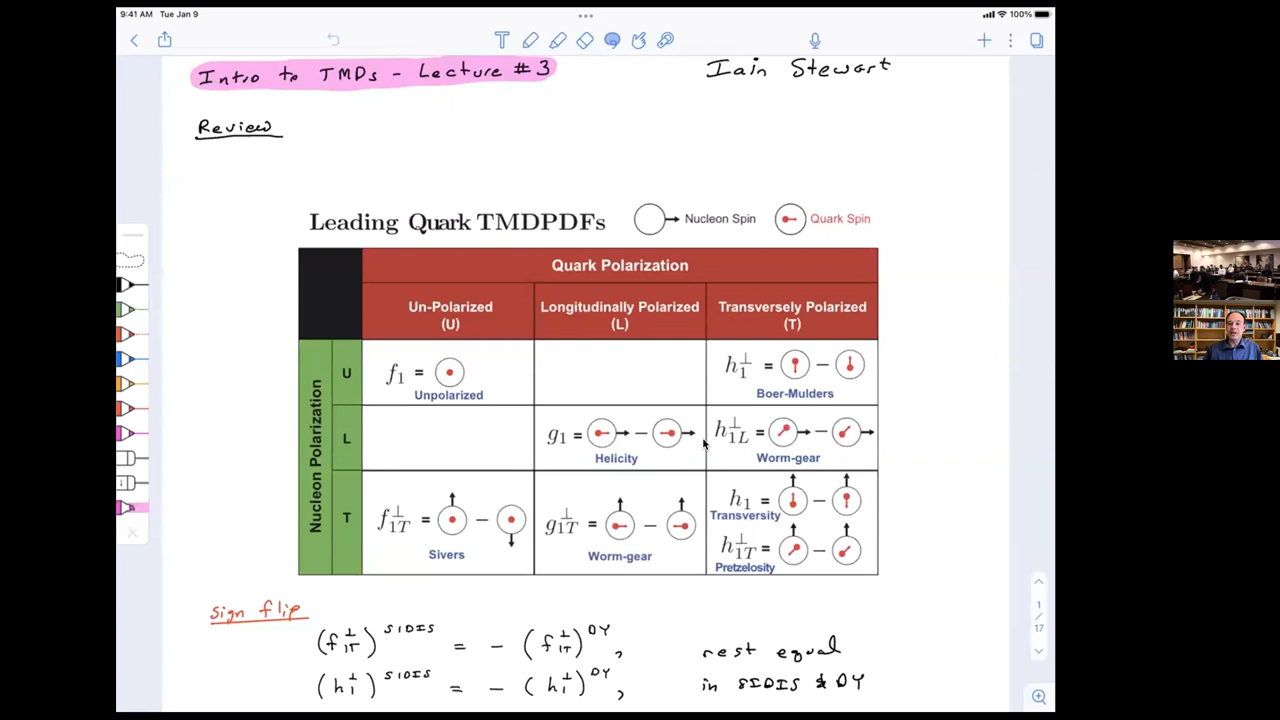 9:41 AM Tue Jan 9
100%
Intro to TMDs - Lecture #3
Iain Stewart
Review
Leading Quark TMDPDFs
Nucleon Spin
Quark Spin
Quark Polarization
Un-Polarized (U)
Longitudinally Polarized (L)
Transversely Polarized (T)
Nucleon Polarization
U
f₁ =
Unpolarized
h₁^⊥ = −
Boer-Mulders
L
g₁ = −
Helicity
h₁L^⊥ = −
Worm-gear
T
f₁T^⊥ = −
Sivers
g₁T^⊥ = −
Worm-gear
h₁ = −
Transversity
h₁T^⊥ = −
Pretzelosity
Sign flip
(f₁T^⊥)^SIDIS = − (f₁T^⊥)^DY, rest equal
(h₁^⊥)^SIDIS = − (h₁^⊥)^DY, in SIDIS & DY
1
/
17